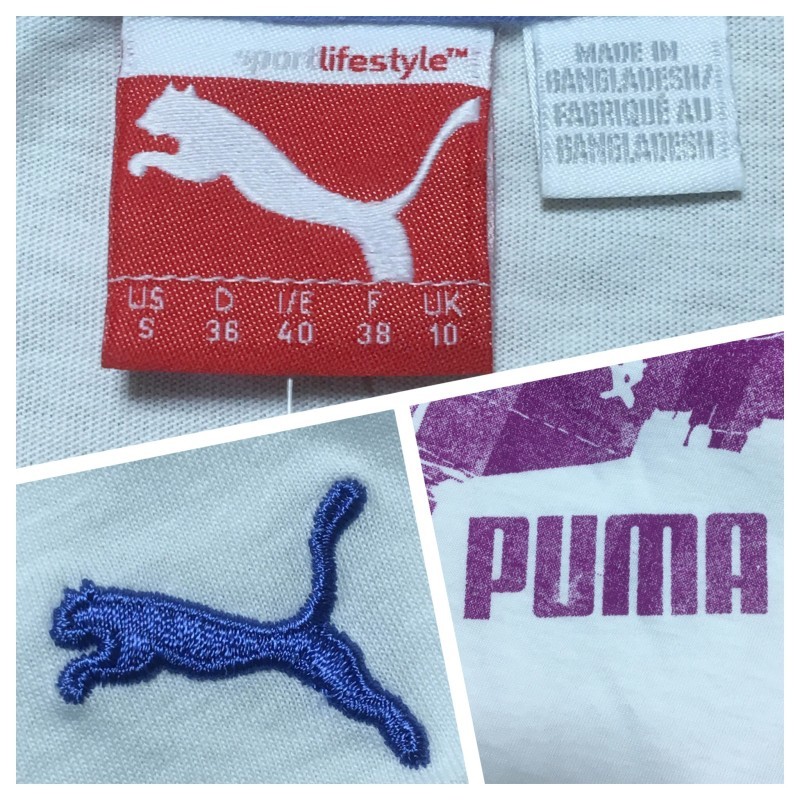 sportlifestyle™
US D I/E F UK
S 36 40 38 10
MADE IN
BANGLADESH/
FABRIQUÉ AU
BANGLADESH
PUMA